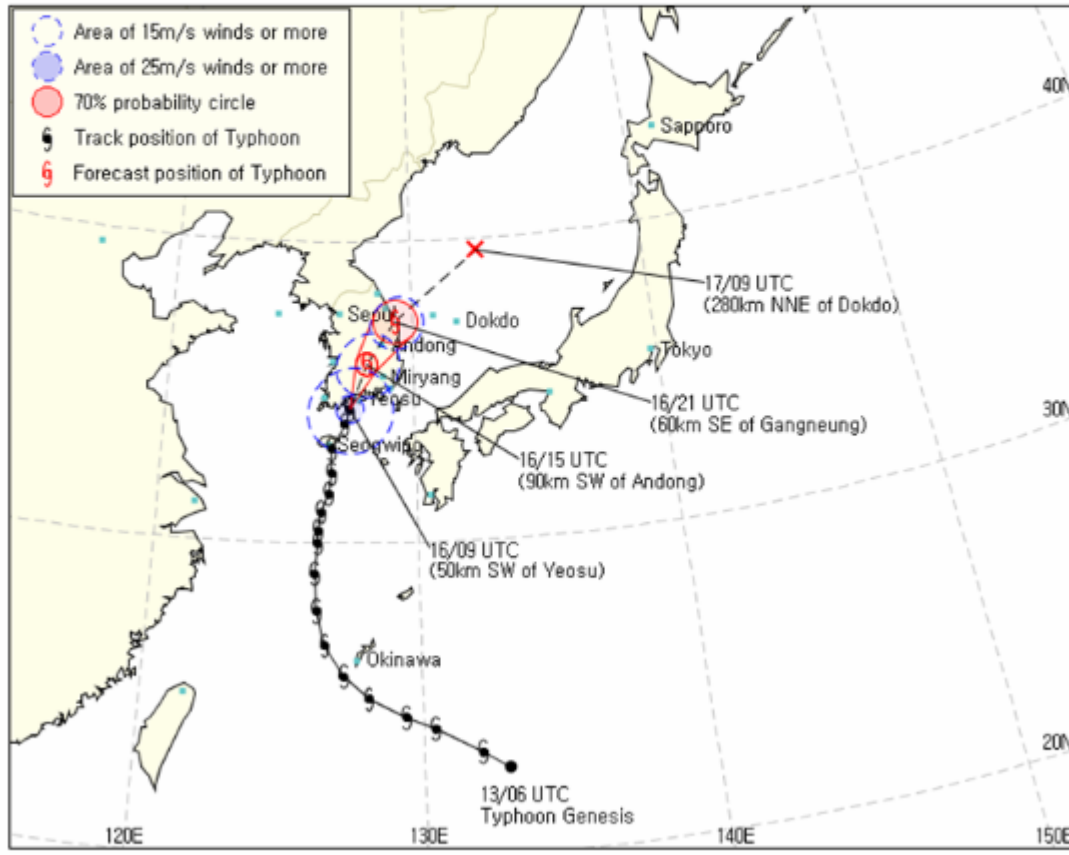 Area of 15m/s winds or more
Area of 25m/s winds or more
70% probability circle
Track position of Typhoon
Forecast position of Typhoon
40N
Sapporo
17/09 UTC
(280km NNE of Dokdo)
Seoul
Dokdo
Andong
Tokyo
Miryang
Yeosu
16/21 UTC
(60km SE of Gangneung)
30N
Seongwipo
16/15 UTC
(90km SW of Andong)
16/09 UTC
(50km SW of Yeosu)
Okinawa
20N
13/06 UTC
Typhoon Genesis
120E
130E
140E
150E